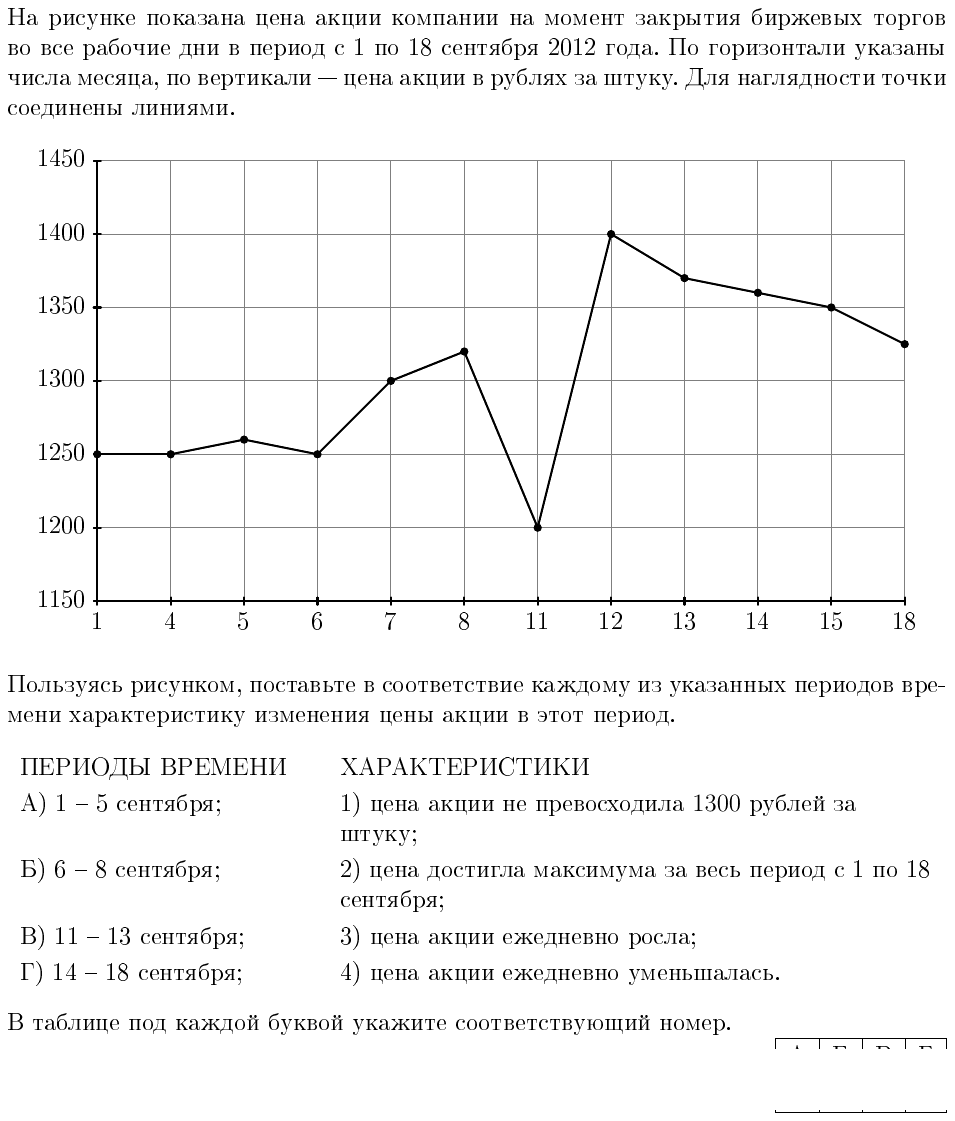 На рисунке показана цена акции компании на момент закрытия биржевых торгов
во все рабочие дни в период с 1 по 18 сентября 2012 года. По горизонтали указаны
числа месяца, по вертикали — цена акции в рублях за штуку. Для наглядности точки
соединены линиями.
1450
1400
1350
1300
1250
1200
1150
1 4 5 6 7 8 11 12 13 14 15 18
Пользуясь рисунком, поставьте в соответствие каждому из указанных периодов вре-
мени характеристику изменения цены акции в этот период.
ПЕРИОДЫ ВРЕМЕНИ ХАРАКТЕРИСТИКИ
А) 1 – 5 сентября; 1) цена акции не превосходила 1300 рублей за
штуку;
Б) 6 – 8 сентября; 2) цена достигла максимума за весь период с 1 по 18
сентября;
В) 11 – 13 сентября; 3) цена акции ежедневно росла;
Г) 14 – 18 сентября; 4) цена акции ежедневно уменьшалась.
В таблице под каждой буквой укажите соответствующий номер.